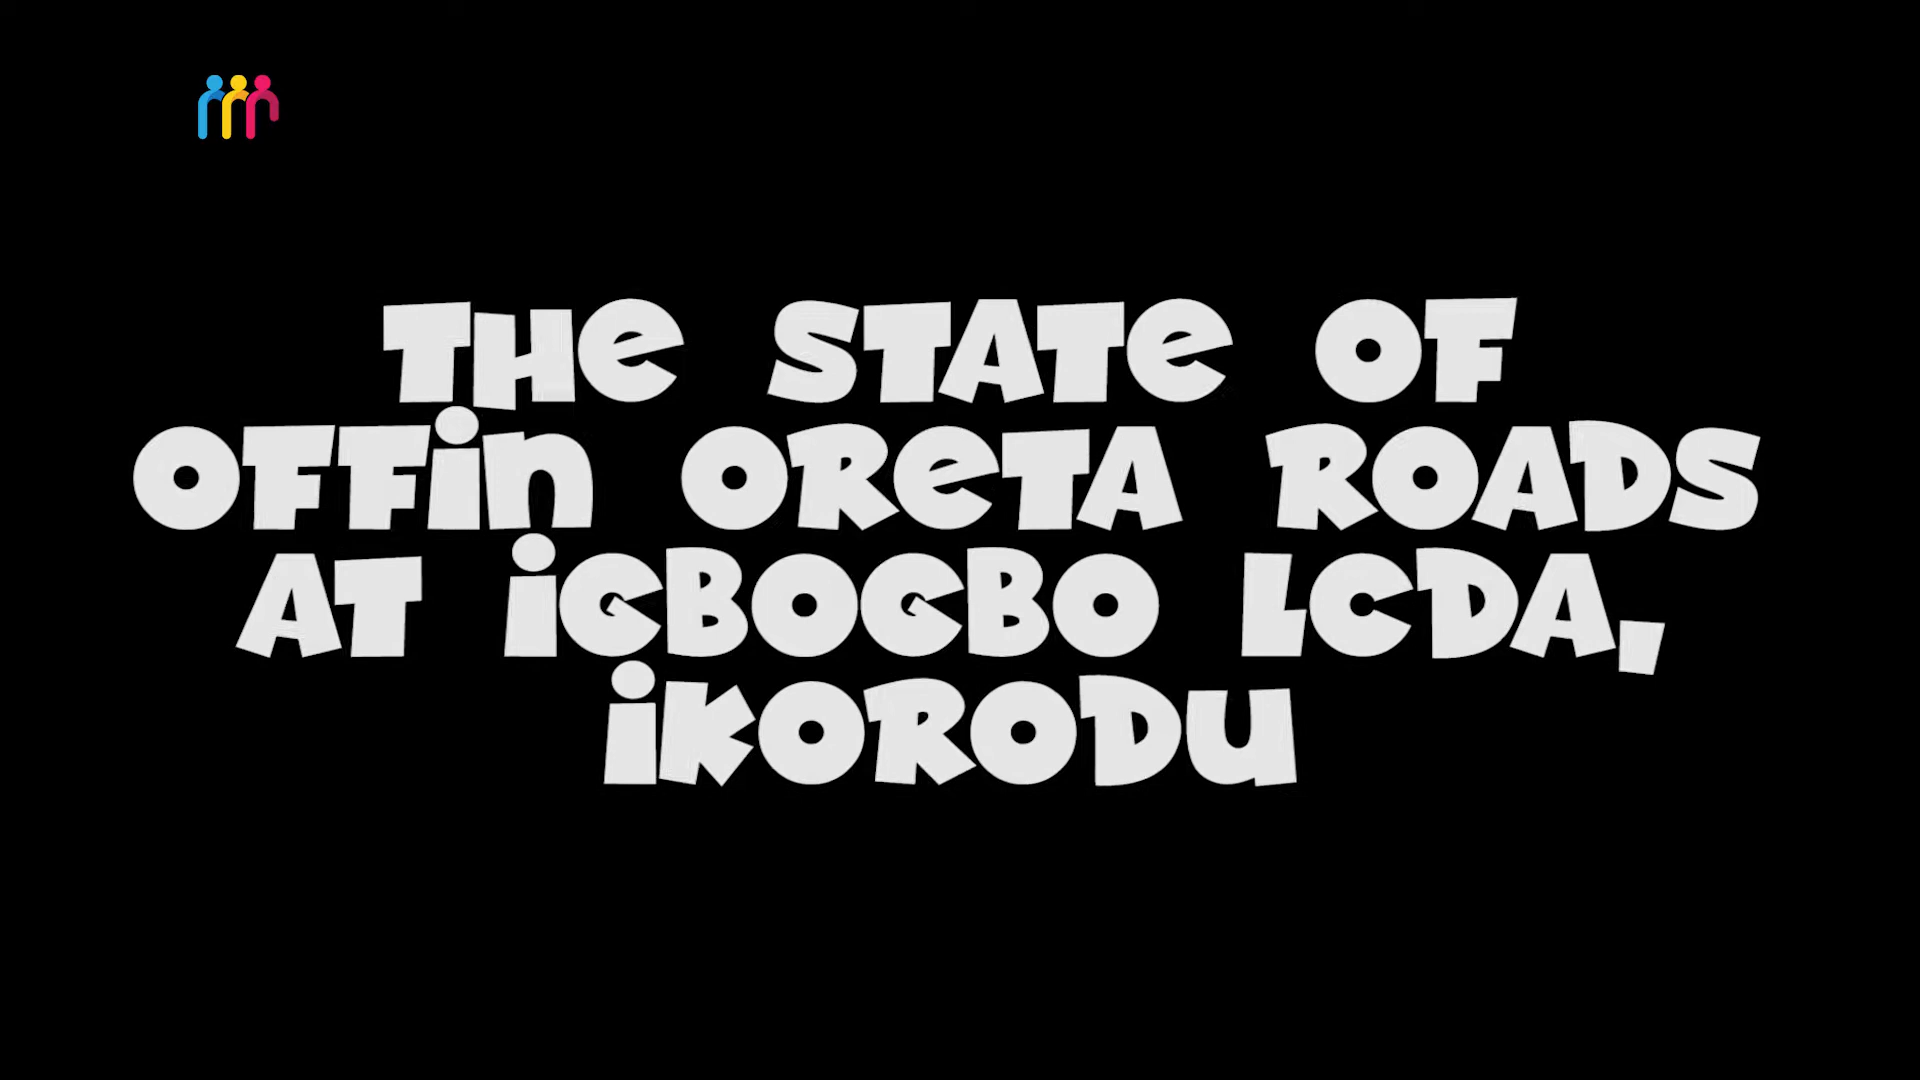 THE STATE OF
OFFIN ORETA ROADS
AT IGBOGBO LCDA,
IKORODU